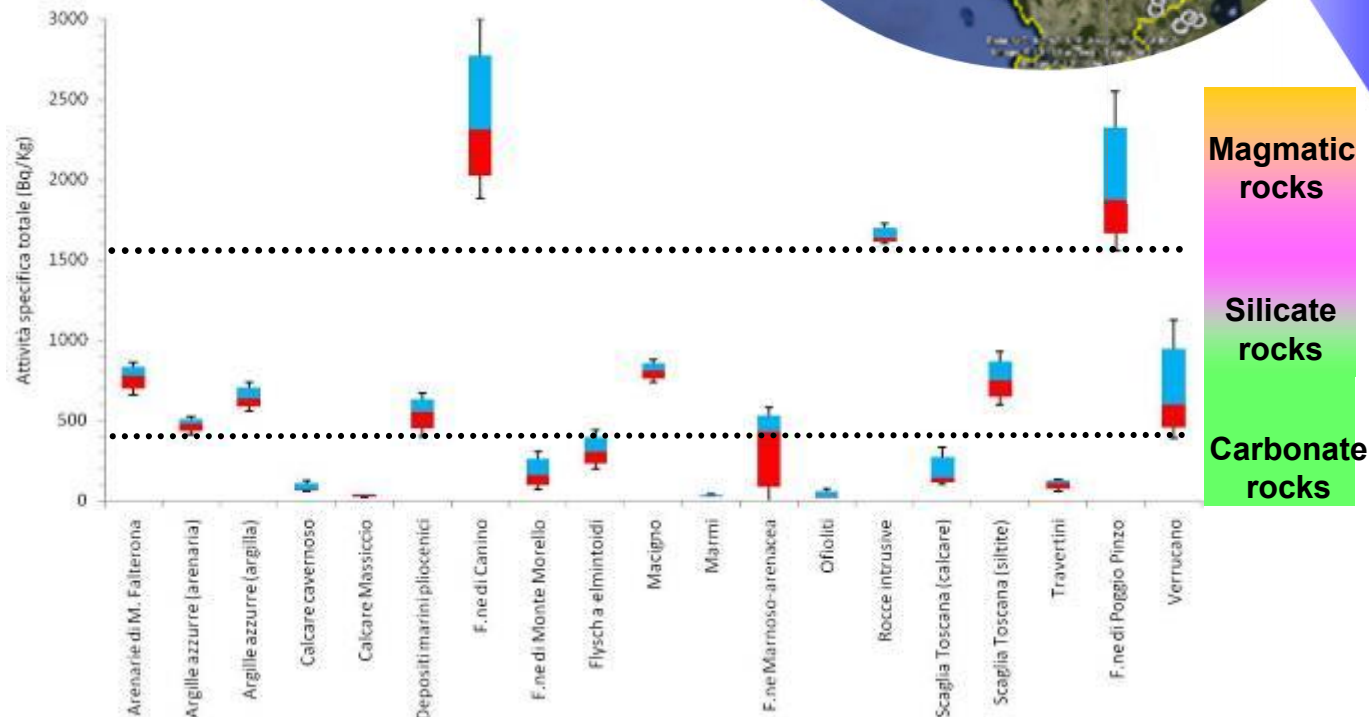 3000
2500
2000
1500
1000
500
0
Attività specifica totale (Bq/Kg)
Magmatic
rocks
Silicate
rocks
Carbonate
rocks
Arenarie di M. Falterona
Argille azzurre (arenaria)
Argille azzurre (argilla)
Calcare cavernoso
Calcare Massiccio
Depositi marini pliocenici
F.ne di Canino
F.ne di Monte Morello
Flysch a elmintoidi
Macigno
Marmi
F.ne Marnoso-arenacea
Ofioliti
Rocce intrusive
Scaglia Toscana (calcare)
Scaglia Toscana (siltite)
Travertini
F.ne di Poggio Pinzo
Verrucano